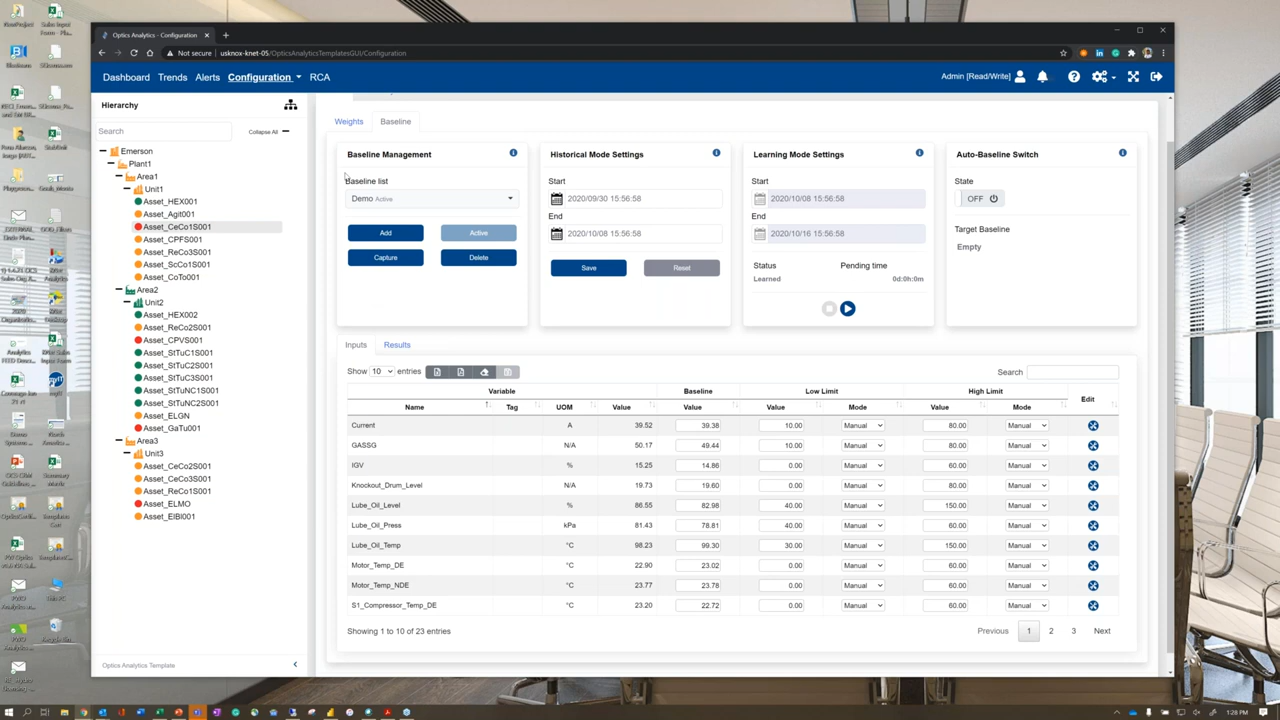 Optics Analytics - Configuration
Not secure usknox-knet-05/OpticsAnalyticsTemplatesGUI/Configuration
Dashboard Trends Alerts Configuration RCA
Admin [Read/Write]
Hierarchy
Search
Collapse All
Emerson
Plant1
Area1
Unit1
Asset_HEX001
Asset_Agit001
Asset_CeCo1S001
Asset_CPFS001
Asset_ReCo3S001
Asset_ScCo1S001
Asset_CoTo001
Area2
Unit2
Asset_HEX002
Asset_ReCo2S001
Asset_CPVS001
Asset_StTuC1S001
Asset_StTuC2S001
Asset_StTuC3S001
Asset_StTuNC1S001
Asset_StTuNC2S001
Asset_ELGN
Asset_GaTu001
Area3
Unit3
Asset_CeCo2S001
Asset_CeCo3S001
Asset_ReCo1S001
Asset_ELMO
Asset_ElBl001
Optics Analytics Template
Weights Baseline
Baseline Management
Baseline list
Demo Active
Add Active
Capture Delete
Historical Mode Settings
Start
2020/09/30 15:56:58
End
2020/10/08 15:56:58
Save Reset
Learning Mode Settings
Start
2020/10/08 15:56:58
End
2020/10/16 15:56:58
Status Pending time
Learned 0d:0h:0m
Auto-Baseline Switch
State
OFF
Target Baseline
Empty
Inputs Results
Show 10 entries
Search
Variable Baseline Low Limit High Limit Edit
Name Tag UOM Value Value Value Mode Value Mode
Current A 39.52 39.38 10.00 Manual 80.00 Manual
GASSG N/A 50.17 49.44 10.00 Manual 80.00 Manual
IGV % 15.25 14.86 0.00 Manual 60.00 Manual
Knockout_Drum_Level N/A 19.73 19.60 0.00 Manual 80.00 Manual
Lube_Oil_Level % 86.55 82.98 40.00 Manual 150.00 Manual
Lube_Oil_Press kPa 81.43 78.81 40.00 Manual 60.00 Manual
Lube_Oil_Temp °C 98.23 99.30 30.00 Manual 150.00 Manual
Motor_Temp_DE °C 22.90 23.02 0.00 Manual 60.00 Manual
Motor_Temp_NDE °C 23.77 23.78 0.00 Manual 60.00 Manual
S1_Compressor_Temp_DE °C 23.20 22.72 0.00 Manual 60.00 Manual
Showing 1 to 10 of 23 entries
Previous 1 2 3 Next
1:28 PM